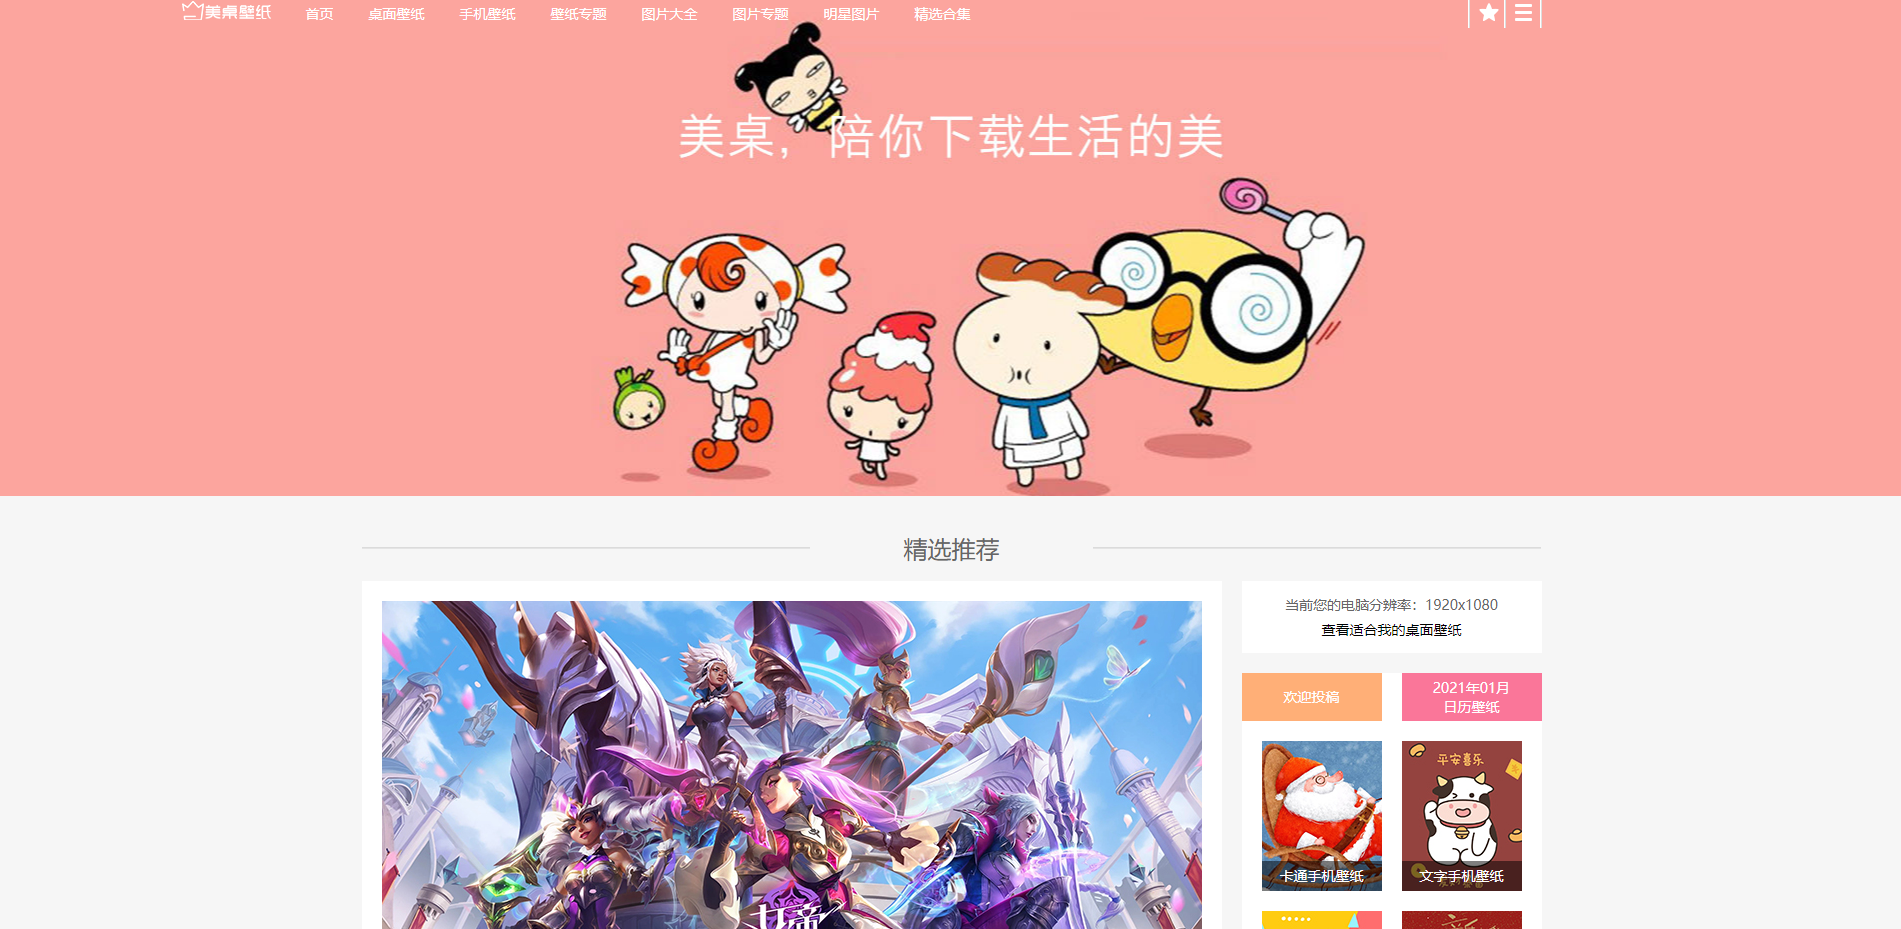 美桌壁纸 首页 桌面壁纸 手机壁纸 壁纸专题 图片大全 图片专题 明星图片 精选合集
美桌，陪你下载生活的美
精选推荐
当前您的电脑分辨率：1920x1080
查看适合我的桌面壁纸
欢迎投稿
2021年01月
日历壁纸
平安喜乐
卡通手机壁纸
文字手机壁纸
女帝